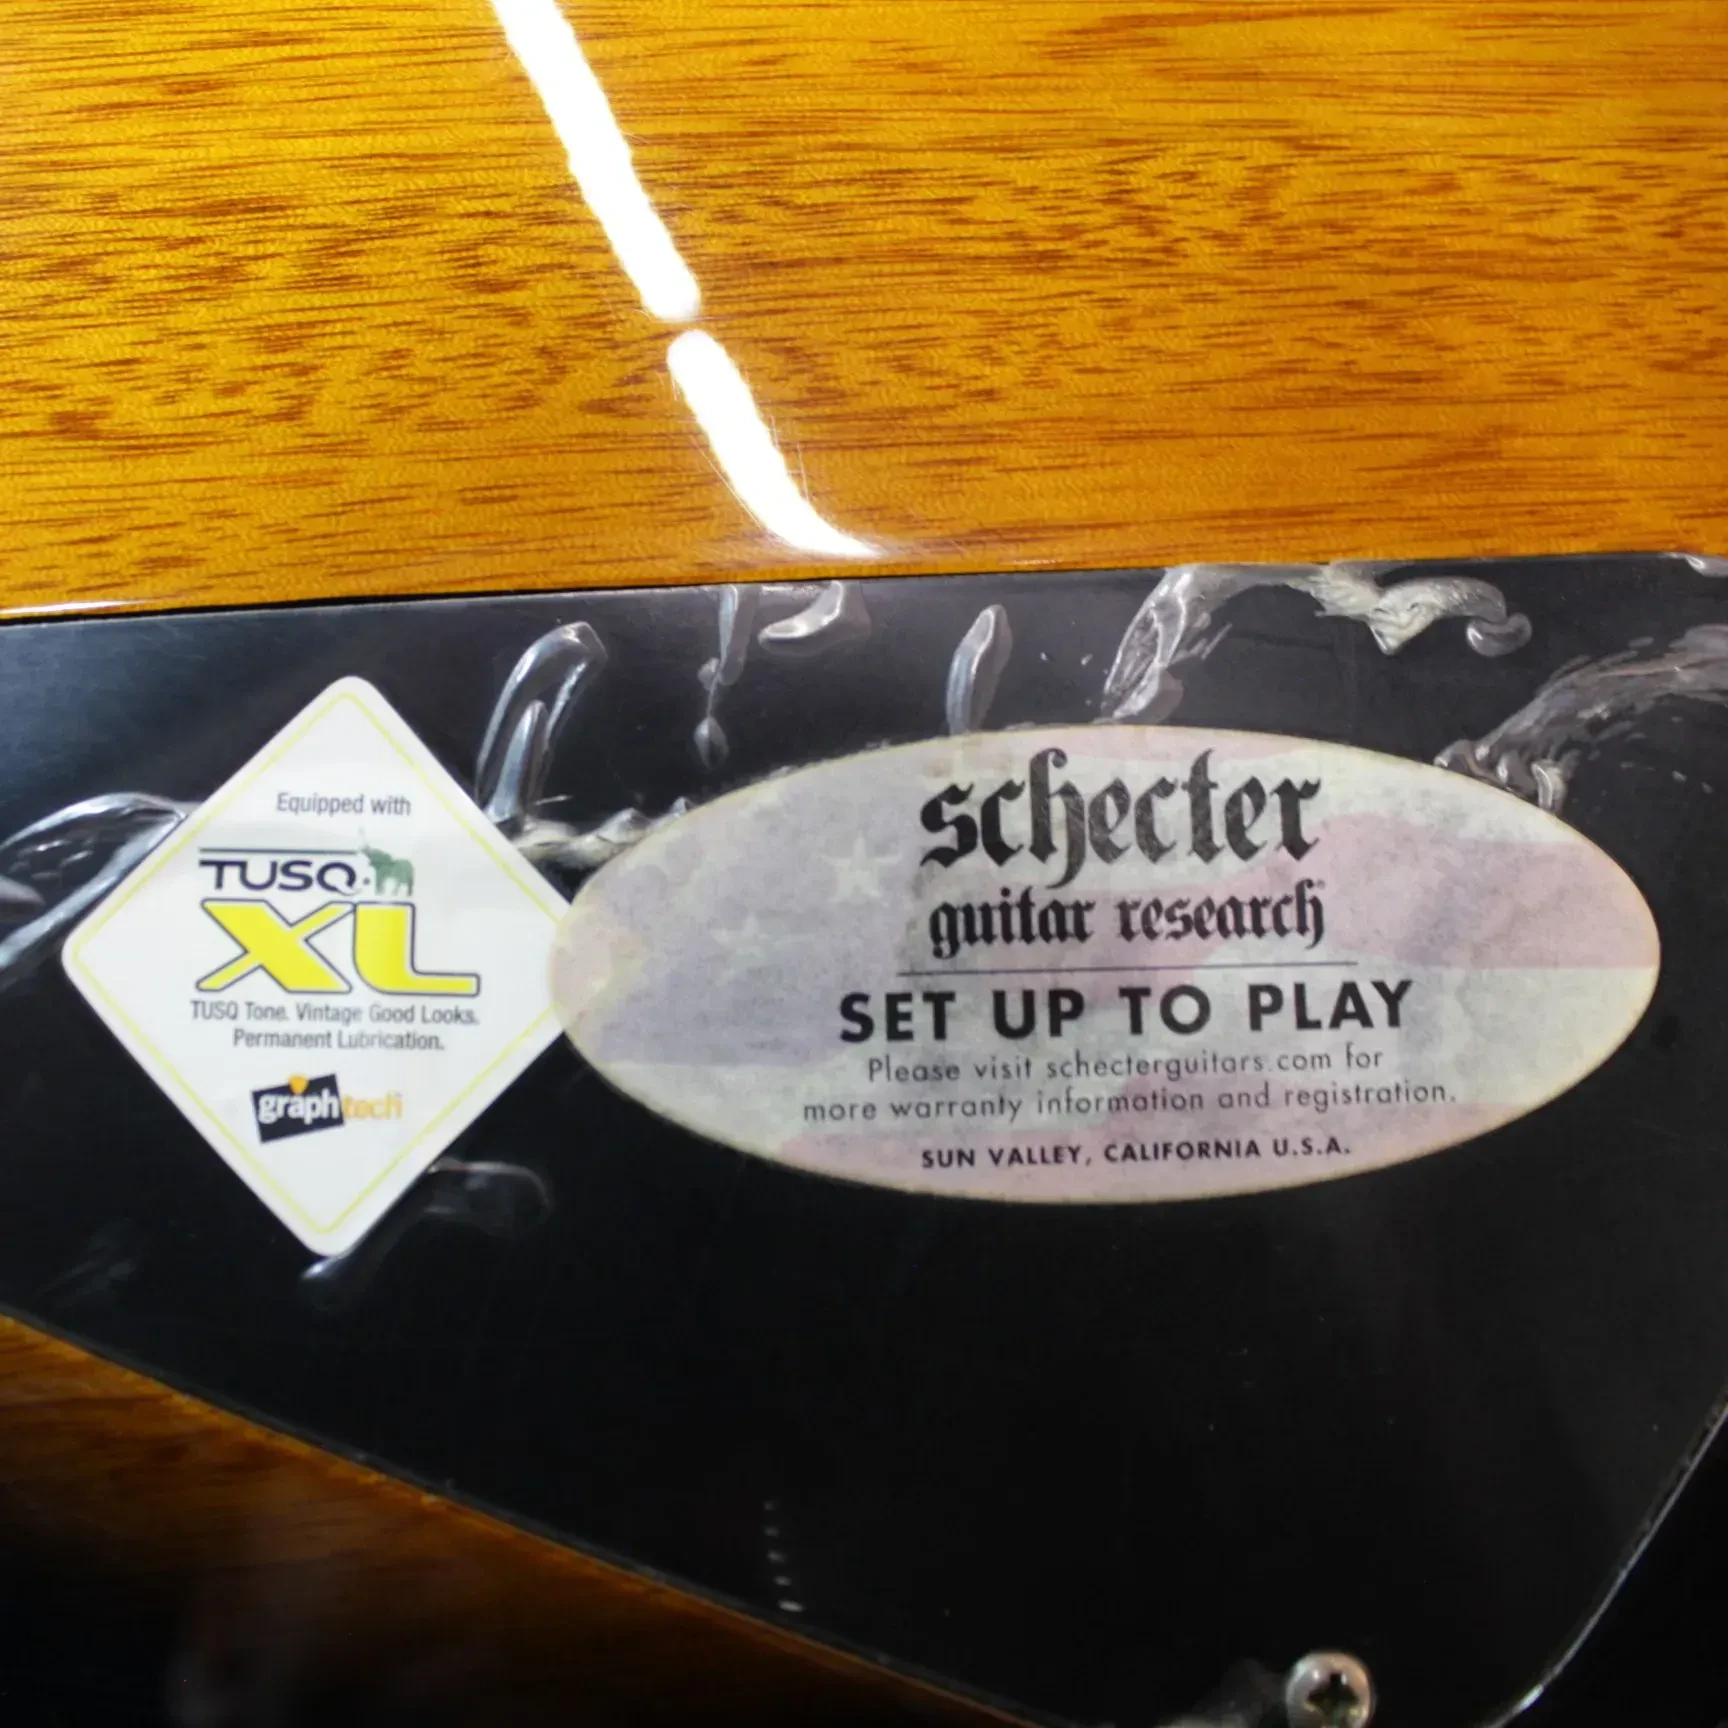 Equipped with
TUSQ
XL
TUSQ Tone. Vintage Good Looks.
Permanent Lubrication.
graphtech
schecter
guitar research
SET UP TO PLAY
Please visit schecterguitars.com for
more warranty information and registration.
SUN VALLEY, CALIFORNIA U.S.A.